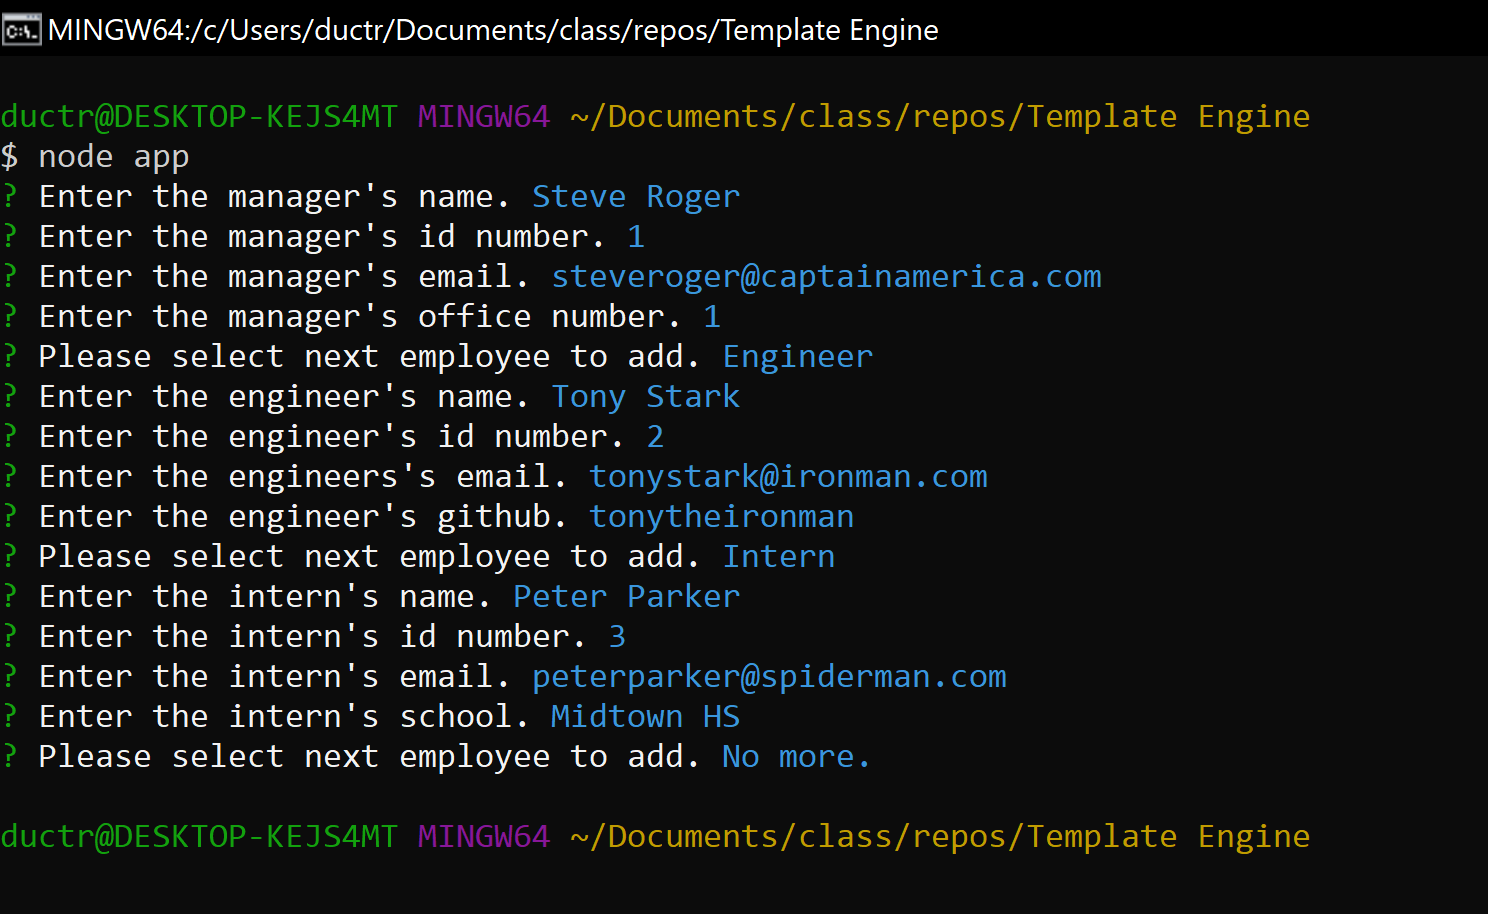 MINGW64:/c/Users/ductr/Documents/class/repos/Template Engine
ductr@DESKTOP-KEJS4MT MINGW64 ~/Documents/class/repos/Template Engine
$ node app
? Enter the manager's name. Steve Roger
? Enter the manager's id number. 1
? Enter the manager's email. steveroger@captainamerica.com
? Enter the manager's office number. 1
? Please select next employee to add. Engineer
? Enter the engineer's name. Tony Stark
? Enter the engineer's id number. 2
? Enter the engineers's email. tonystark@ironman.com
? Enter the engineer's github. tonytheironman
? Please select next employee to add. Intern
? Enter the intern's name. Peter Parker
? Enter the intern's id number. 3
? Enter the intern's email. peterparker@spiderman.com
? Enter the intern's school. Midtown HS
? Please select next employee to add. No more.
ductr@DESKTOP-KEJS4MT MINGW64 ~/Documents/class/repos/Template Engine